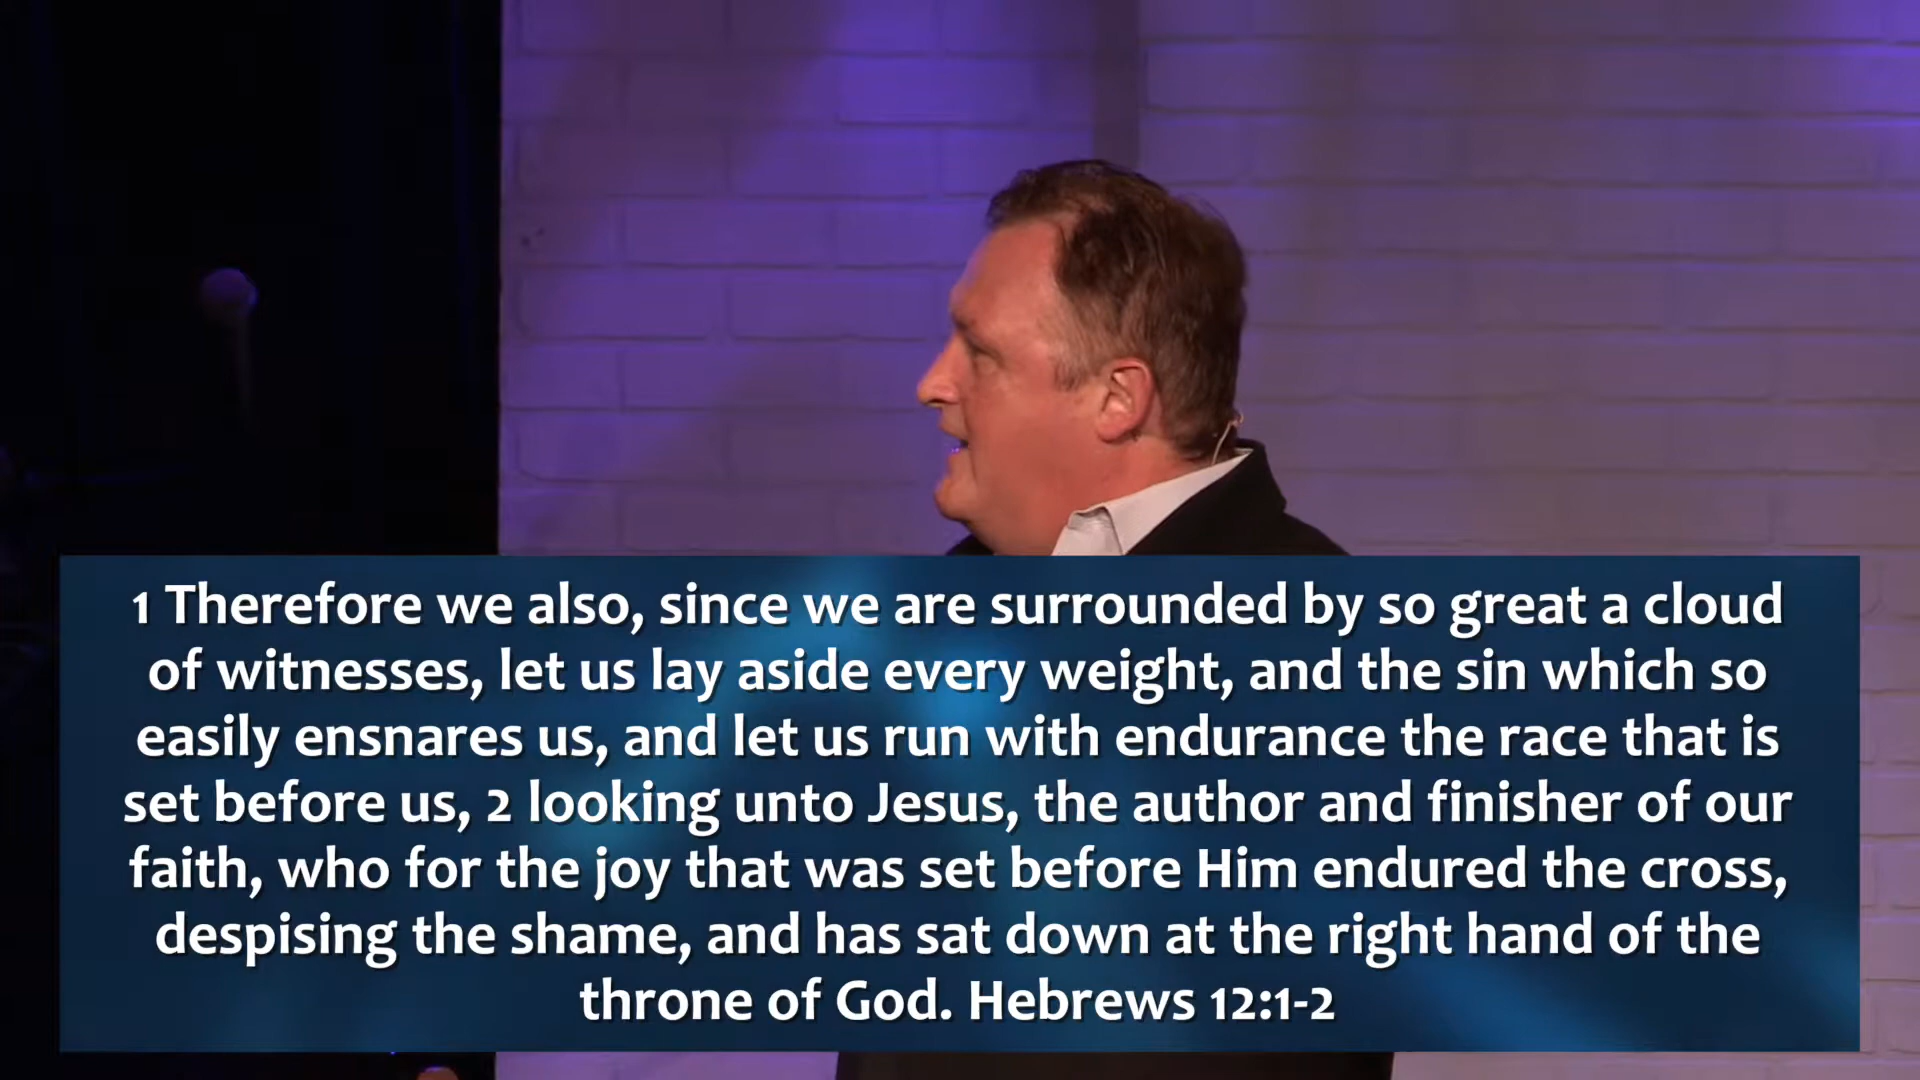 1 Therefore we also, since we are surrounded by so great a cloud
of witnesses, let us lay aside every weight, and the sin which so
easily ensnares us, and let us run with endurance the race that is
set before us, 2 looking unto Jesus, the author and finisher of our
faith, who for the joy that was set before Him endured the cross,
despising the shame, and has sat down at the right hand of the
throne of God. Hebrews 12:1-2